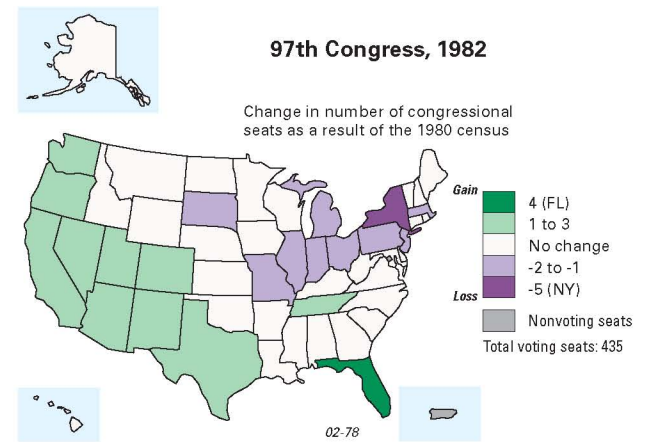 97th Congress, 1982
Change in number of congressional
seats as a result of the 1980 census
Gain
4 (FL)
1 to 3
No change
-2 to -1
-5 (NY)
Loss
Nonvoting seats
Total voting seats: 435
02-78